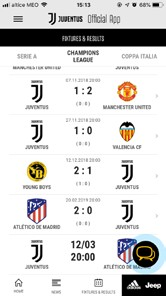 altice MEO 15:13
JUVENTUS Official App
FIXTURES & RESULTS
SERIE A CHAMPIONS LEAGUE COPPA ITALIA
MANCHESTER UNITED JUVENTUS
07.11.2018 20:00
1 : 2
JUVENTUS MANCHESTER UNITED
27.11.2018 20:00
1 : 0
JUVENTUS VALENCIA CF
12.12.2018 20:00
2 : 1
YOUNG BOYS JUVENTUS
20.02.2019 20:00
2 : 0
ATLÉTICO DE MADRID JUVENTUS
12/03
20:00
JUVENTUS ATLÉTICO DE MADRID
HOME NEWS FIXTURES & RESULTS Jeep